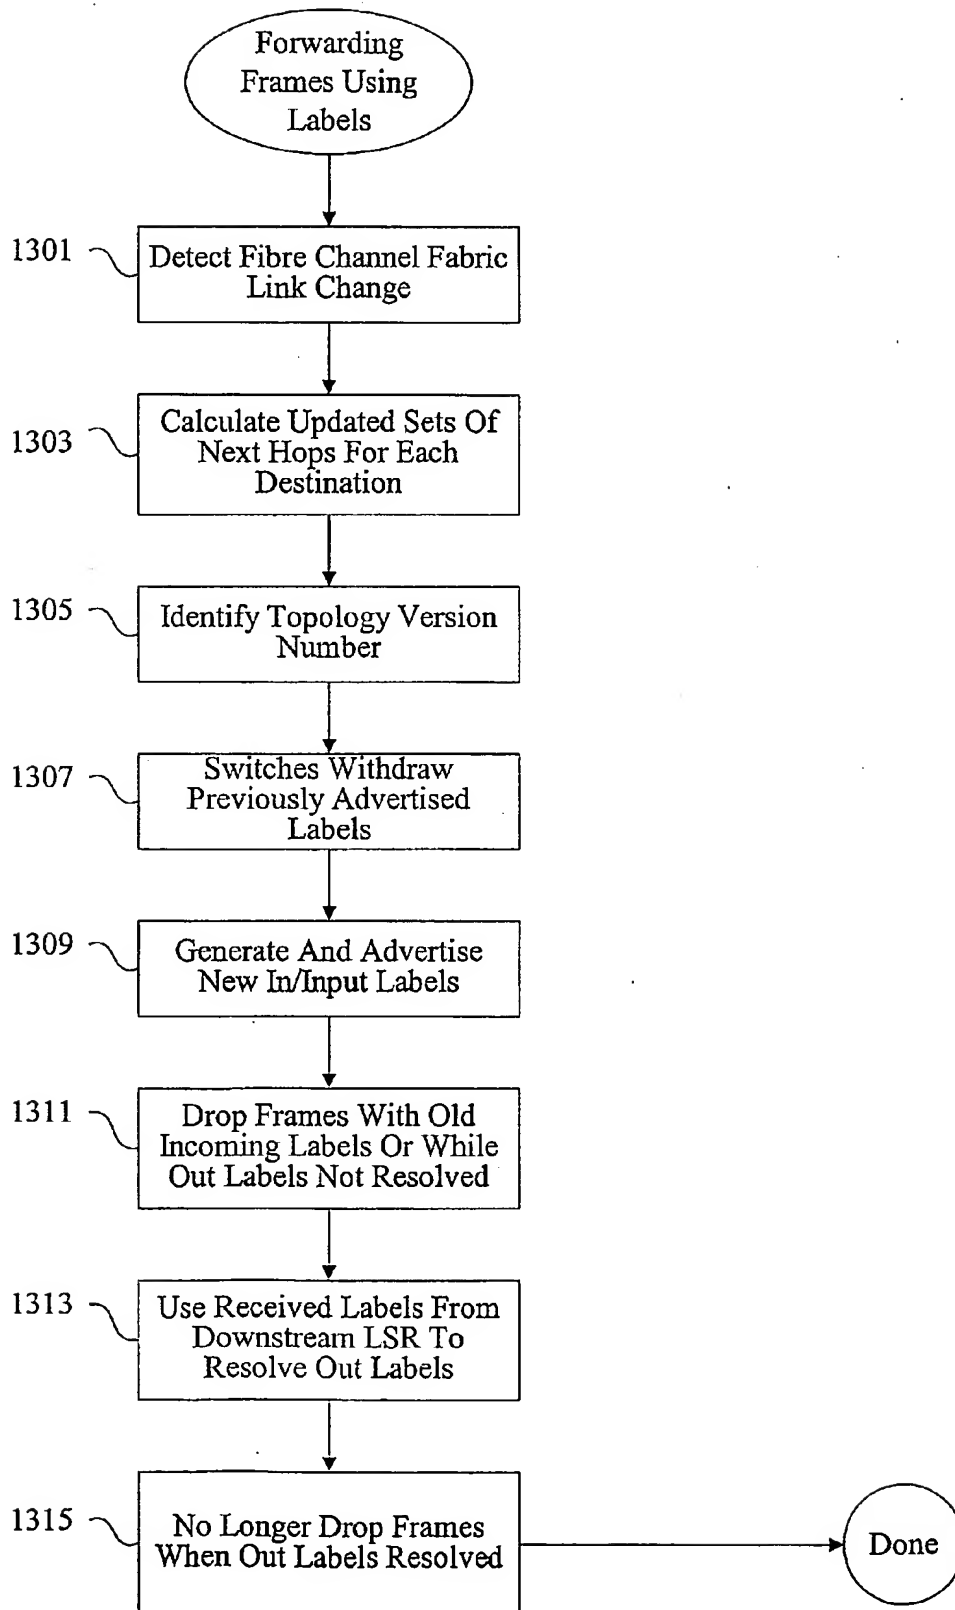 Forwarding
Frames Using
Labels
1301
Detect Fibre Channel Fabric
Link Change
1303
Calculate Updated Sets Of
Next Hops For Each
Destination
1305
Identify Topology Version
Number
1307
Switches Withdraw
Previously Advertised
Labels
1309
Generate And Advertise
New In/Input Labels
1311
Drop Frames With Old
Incoming Labels Or While
Out Labels Not Resolved
1313
Use Received Labels From
Downstream LSR To
Resolve Out Labels
1315
No Longer Drop Frames
When Out Labels Resolved
Done